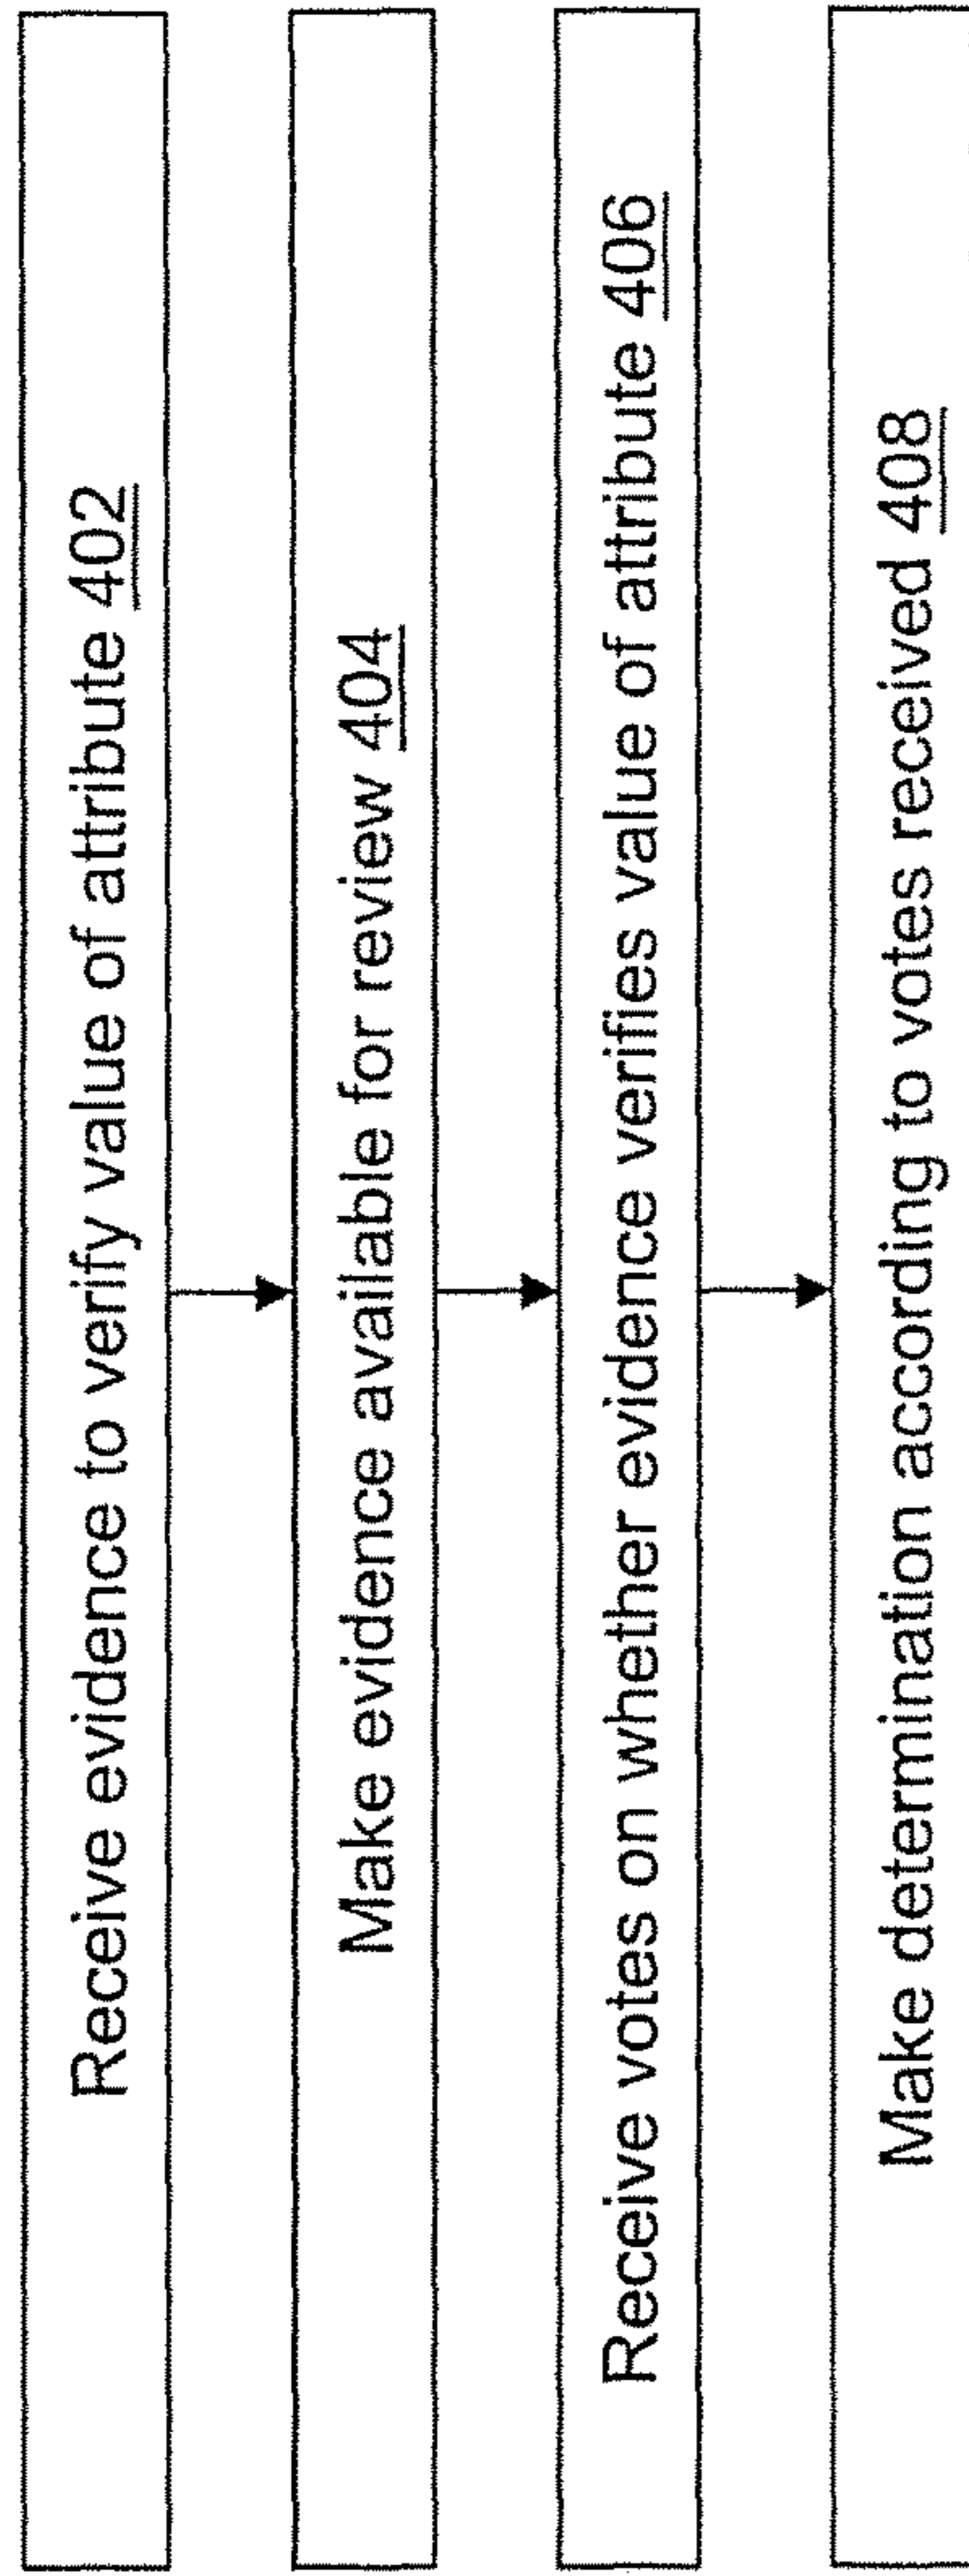 Receive evidence to verify value of attribute 402
Make evidence available for review 404
Receive votes on whether evidence verifies value of attribute 406
Make determination according to votes received 408